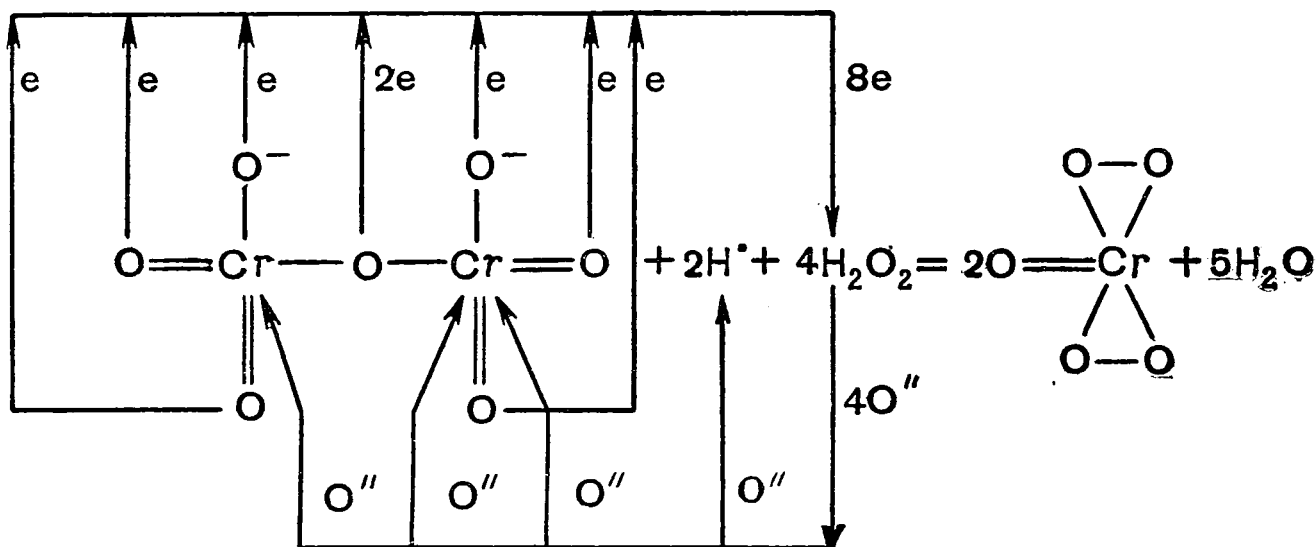 e e e 2e e e e 8e
O⁻ O⁻ O—O
O=Cr—O—Cr=O +2H˙+ 4H₂O₂= 2O=Cr +5H₂O
O—O
O O 4O″
O″ O″ O″ O″